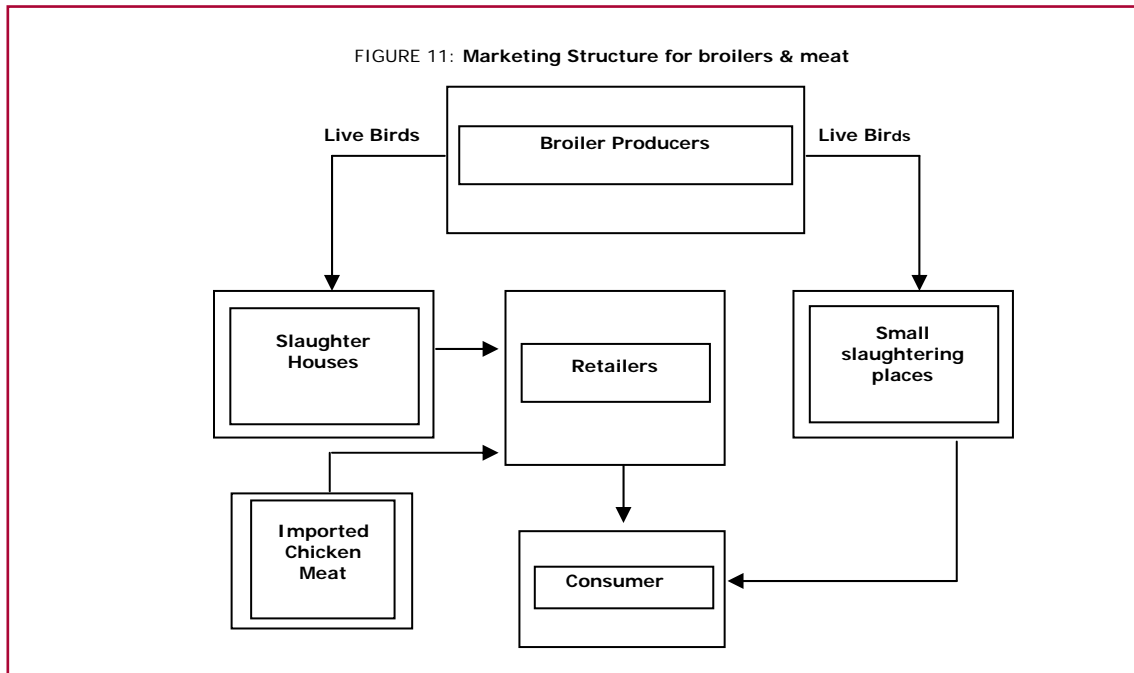 FIGURE 11: Marketing Structure for broilers & meat
Live Birds
Broiler Producers
Live Birds
Slaughter
Houses
Retailers
Small
slaughtering
places
Imported
Chicken
Meat
Consumer